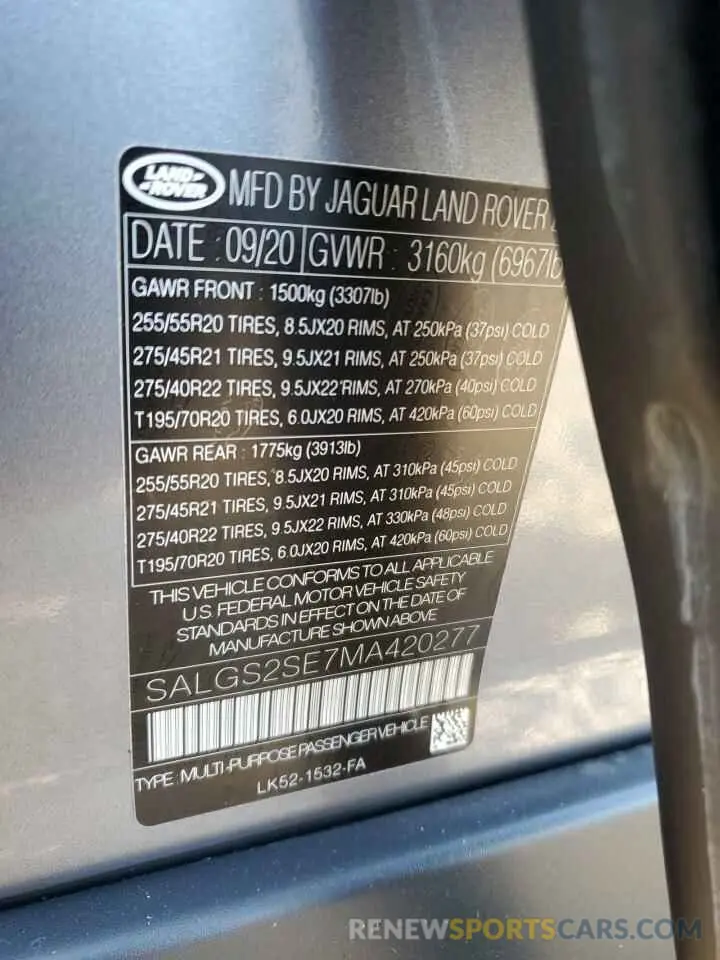 LAND ROVER MFD BY JAGUAR LAND ROVER
DATE : 09/20 GVWR : 3160kg (6967lb
GAWR FRONT : 1500kg (3307lb)
255/55R20 TIRES, 8.5JX20 RIMS, AT 250kPa (37psi) COLD
275/45R21 TIRES, 9.5JX21 RIMS, AT 250kPa (37psi) COLD
275/40R22 TIRES, 9.5JX22 RIMS, AT 270kPa (40psi) COLD
T195/70R20 TIRES, 6.0JX20 RIMS, AT 420kPa (60psi) COLD
GAWR REAR : 1775kg (3913lb)
255/55R20 TIRES, 8.5JX20 RIMS, AT 310kPa (45psi) COLD
275/45R21 TIRES, 9.5JX21 RIMS, AT 310kPa (45psi) COLD
275/40R22 TIRES, 9.5JX22 RIMS, AT 330kPa (48psi) COLD
T195/70R20 TIRES, 6.0JX20 RIMS, AT 420kPa (60psi) COLD
THIS VEHICLE CONFORMS TO ALL APPLICABLE
U.S. FEDERAL MOTOR VEHICLE SAFETY
STANDARDS IN EFFECT ON THE DATE OF
MANUFACTURE SHOWN ABOVE
SALGS2SE7MA420277
TYPE : MULTI-PURPOSE PASSENGER VEHICLE
LK52-1532-FA
RENEWSPORTSCARS.COM